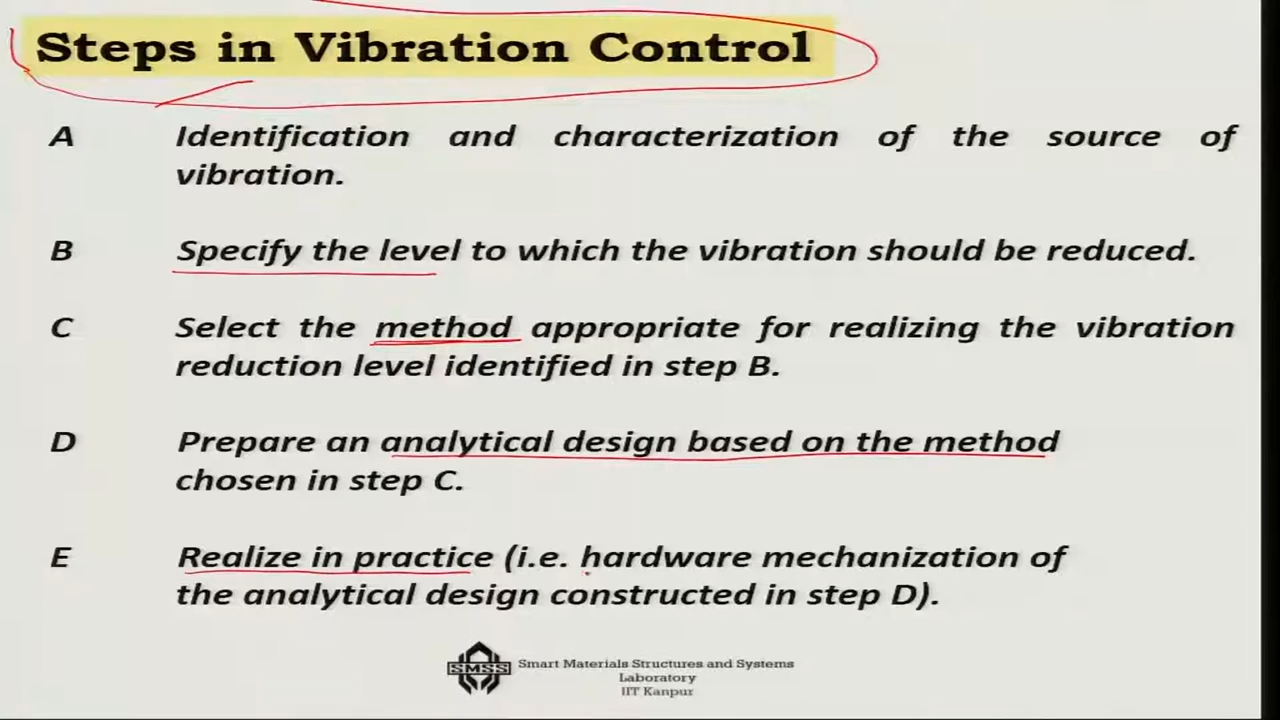 Steps in Vibration Control
A Identification and characterization of the source of
vibration.
B Specify the level to which the vibration should be reduced.
C Select the method appropriate for realizing the vibration
reduction level identified in step B.
D Prepare an analytical design based on the method
chosen in step C.
E Realize in practice (i.e. hardware mechanization of
the analytical design constructed in step D).
SMSS Smart Materials Structures and Systems
Laboratory
IIT Kanpur